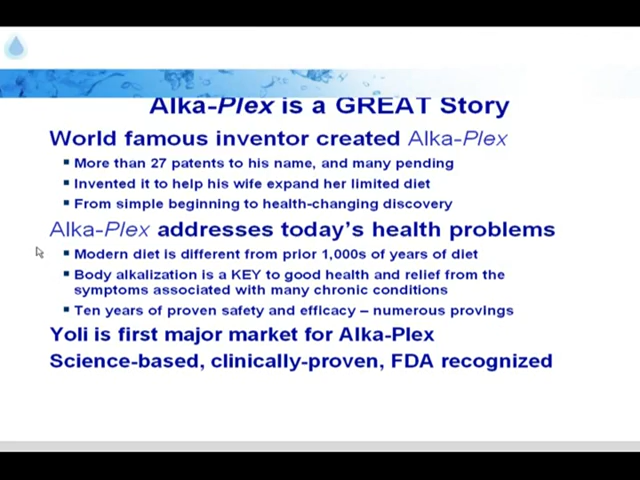 Alka-Plex is a GREAT Story
World famous inventor created Alka-Plex
More than 27 patents to his name, and many pending
Invented it to help his wife expand her limited diet
From simple beginning to health-changing discovery
Alka-Plex addresses today's health problems
Modern diet is different from prior 1,000s of years of diet
Body alkalization is a KEY to good health and relief from the
symptoms associated with many chronic conditions
Ten years of proven safety and efficacy – numerous provings
Yoli is first major market for Alka-Plex
Science-based, clinically-proven, FDA recognized